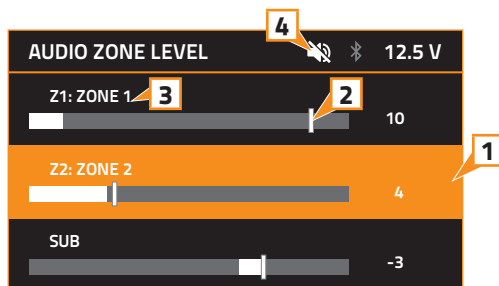 4
AUDIO ZONE LEVEL 12.5 V
Z1: ZONE 1 3 2
10
1
Z2: ZONE 2
4
SUB
-3